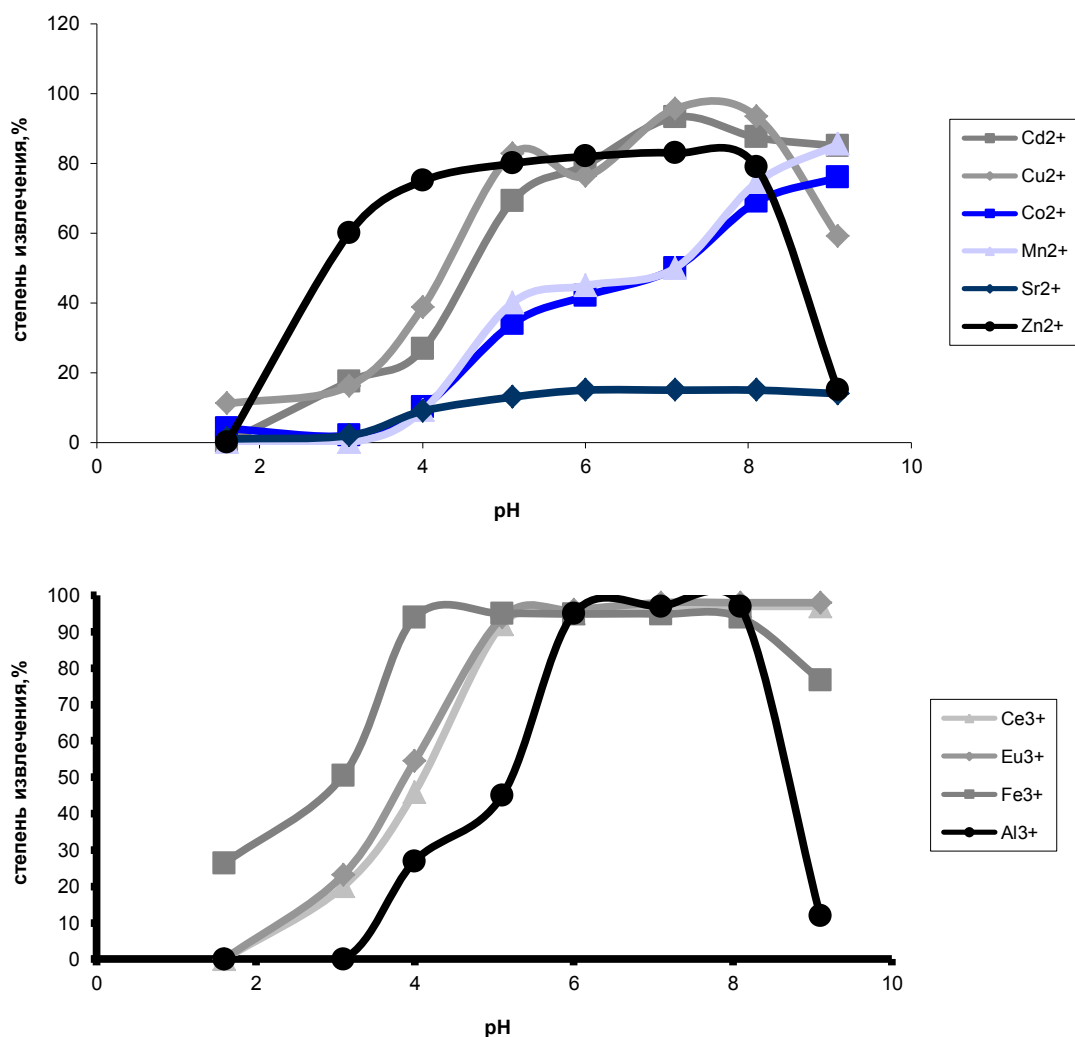 120
100
80
60
40
20
0
степень извлечения,%
0 2 4 6 8 10
pH
Cd2+
Cu2+
Co2+
Mn2+
Sr2+
Zn2+
100
90
80
70
60
50
40
30
20
10
0
степень извлечения,%
0 2 4 6 8 10
pH
Ce3+
Eu3+
Fe3+
Al3+